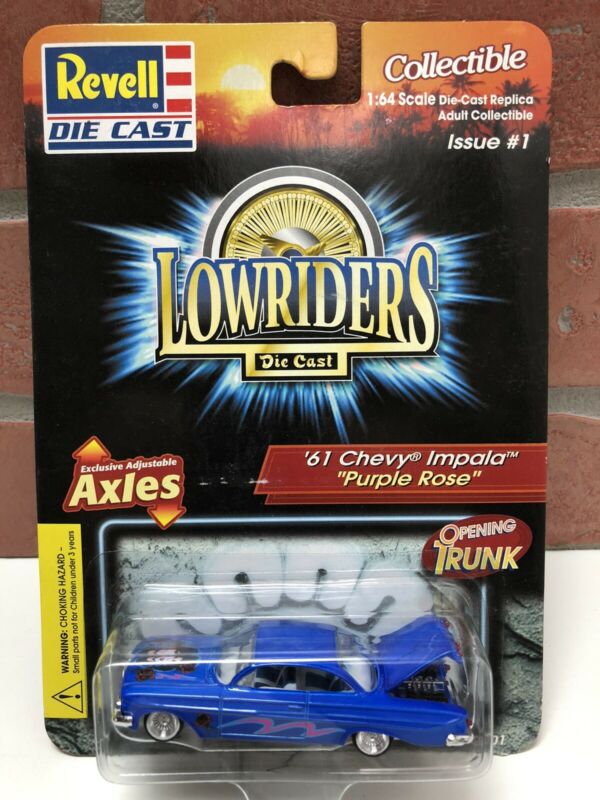 Revell®
DIE CAST
Collectible
1:64 Scale Die-Cast Replica
Adult Collectible
Issue #1
LOWRIDERS
Die Cast
Exclusive Adjustable
Axles
'61 Chevy® Impala™
"Purple Rose"
OPENING
TRUNK
WARNING: CHOKING HAZARD –
Small parts not for Children under 3 years
01